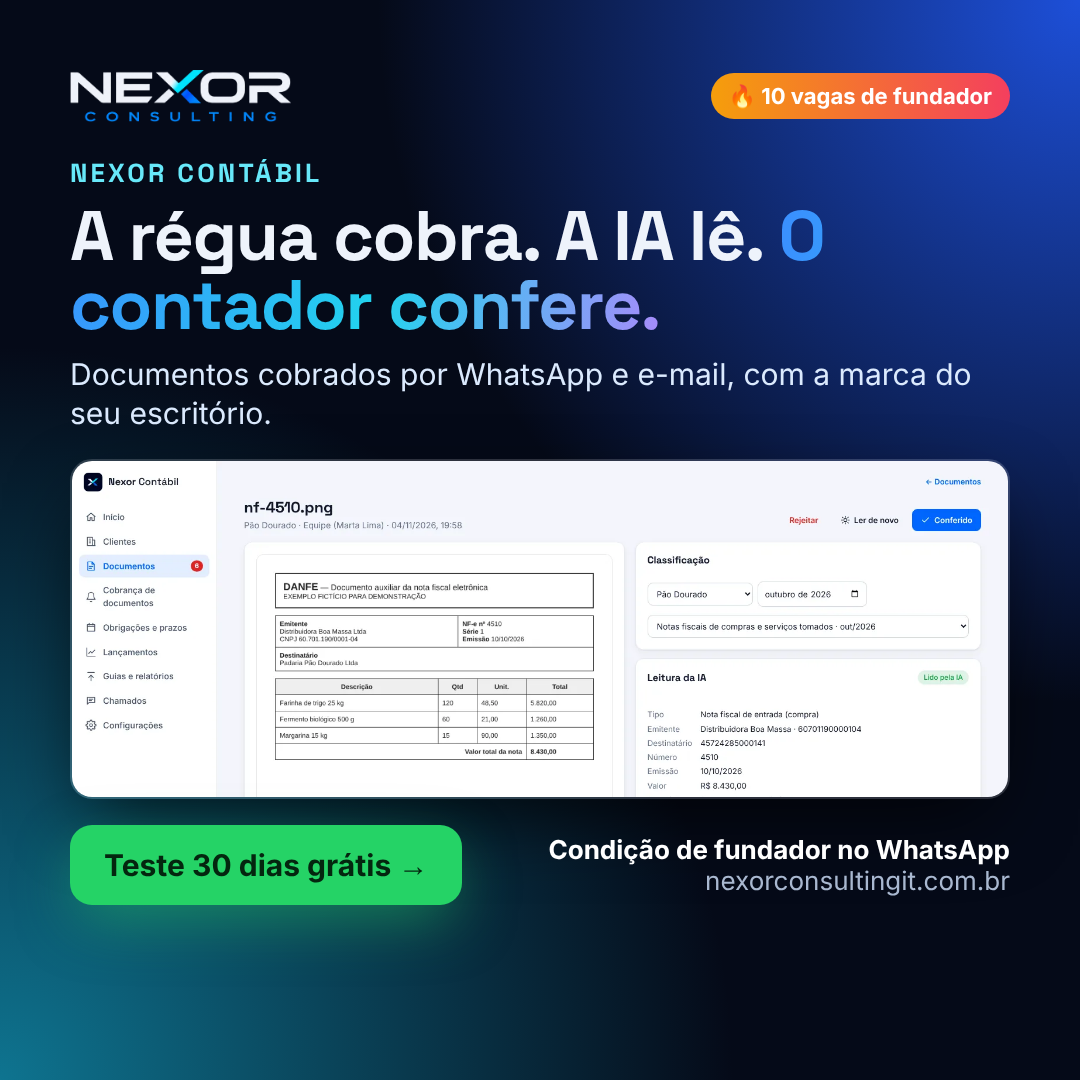 NEXOR
CONSULTING
🔥 10 vagas de fundador
NEXOR CONTÁBIL
A régua cobra. A IA lê. O
contador confere.
Documentos cobrados por WhatsApp e e-mail, com a marca do
seu escritório.
Nexor Contábil
Início
Clientes
Documentos 8
Cobrança de
documentos
Obrigações e prazos
Lançamentos
Guias e relatórios
Chamados
Configurações
← Documentos
nf-4510.png
Pão Dourado · Equipe (Marta Lima) · 04/11/2026, 19:58
Rejeitar
Ler de novo
Conferido
DANFE — Documento auxiliar da nota fiscal eletrônica
EXEMPLO FICTÍCIO PARA DEMONSTRAÇÃO
Emitente
Distribuidora Boa Massa Ltda
CNPJ 60.701.190/0001-04
NF-e nº 4510
Série 1
Emissão 10/10/2026
Destinatário
Padaria Pão Dourado Ltda
Descrição Qtd Unit. Total
Farinha de trigo 25 kg 120 48,50 5.820,00
Fermento biológico 500 g 60 21,00 1.260,00
Margarina 15 kg 15 90,00 1.350,00
Valor total da nota 8.430,00
Classificação
Pão Dourado
outubro de 2026
Notas fiscais de compras e serviços tomados · out/2026
Leitura da IA
Lido pela IA
Tipo Nota fiscal de entrada (compra)
Emitente Distribuidora Boa Massa · 60701190000104
Destinatário 45724285000141
Número 4510
Emissão 10/10/2026
Valor R$ 8.430,00
Teste 30 dias grátis →
Condição de fundador no WhatsApp
nexorconsultingit.com.br